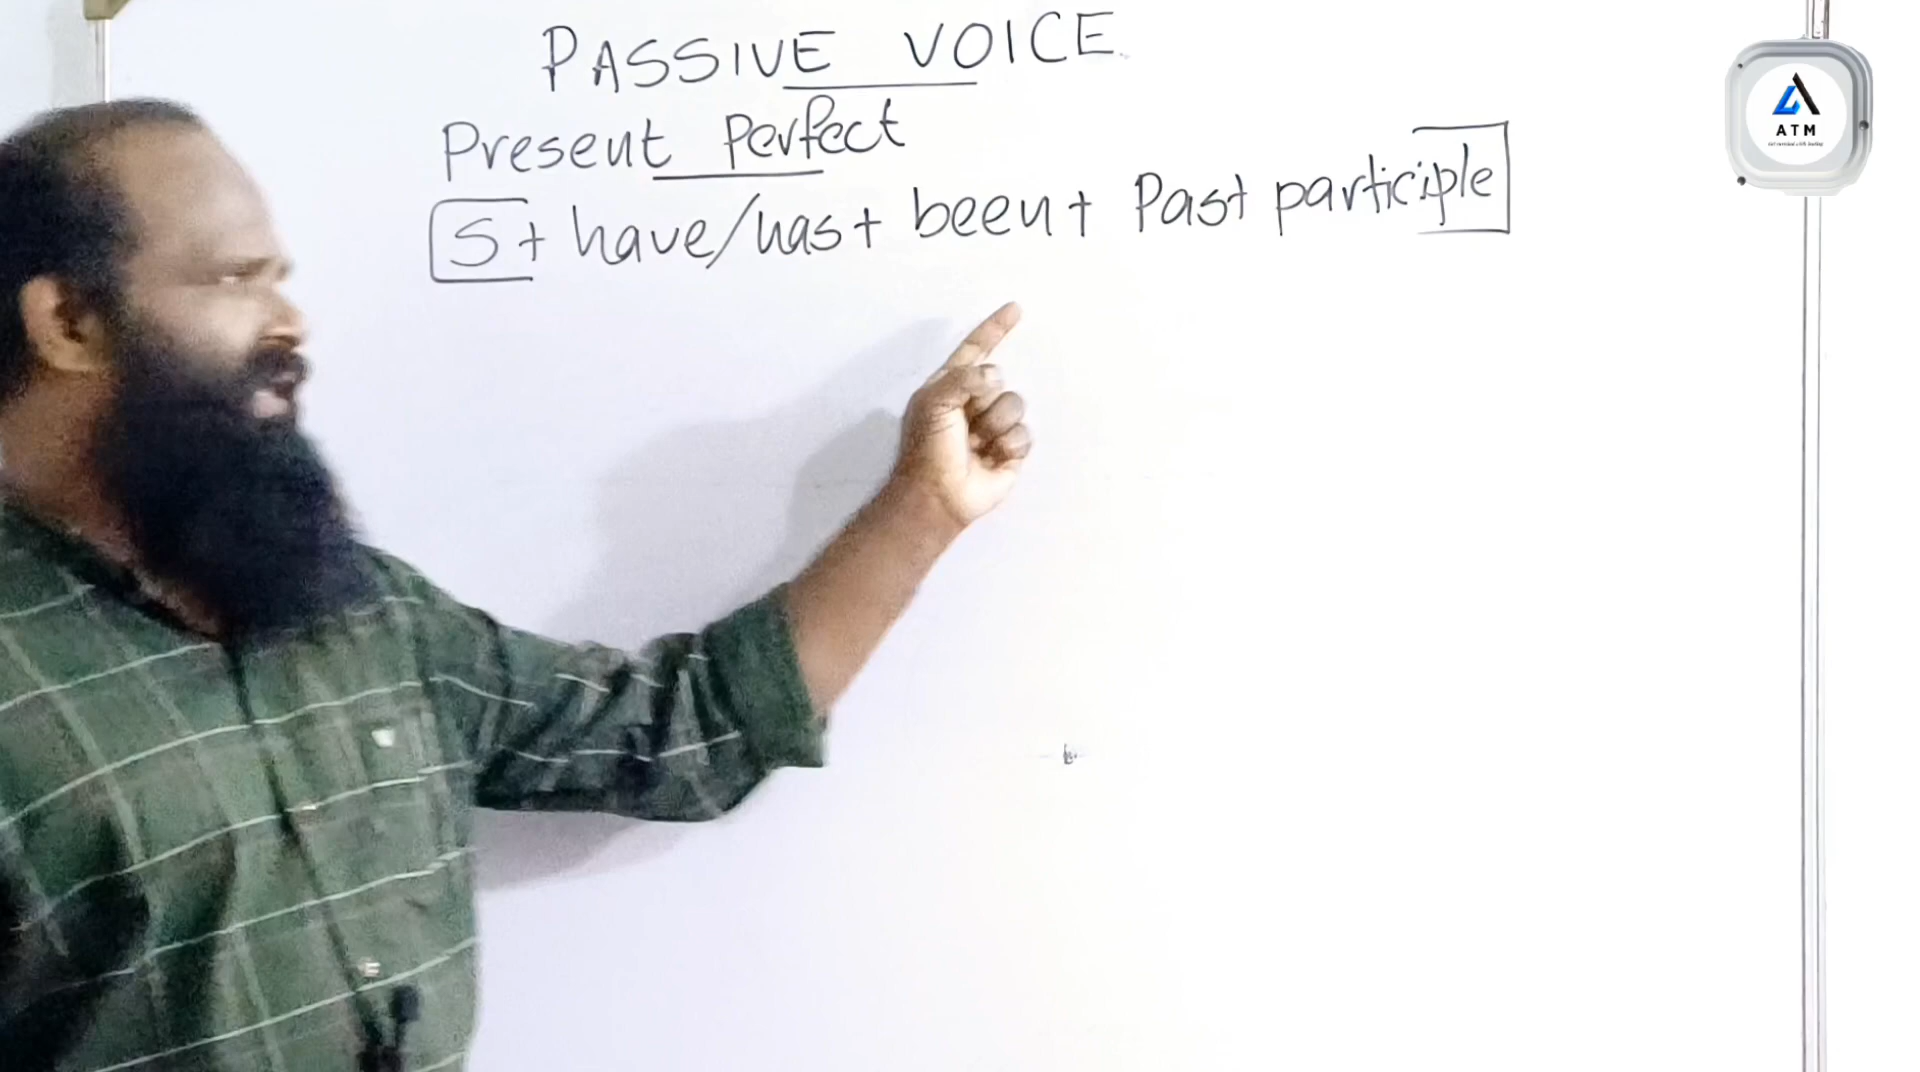 PASSIVE VOICE
Present Perfect
S + have/has + been + Past participle
ATM